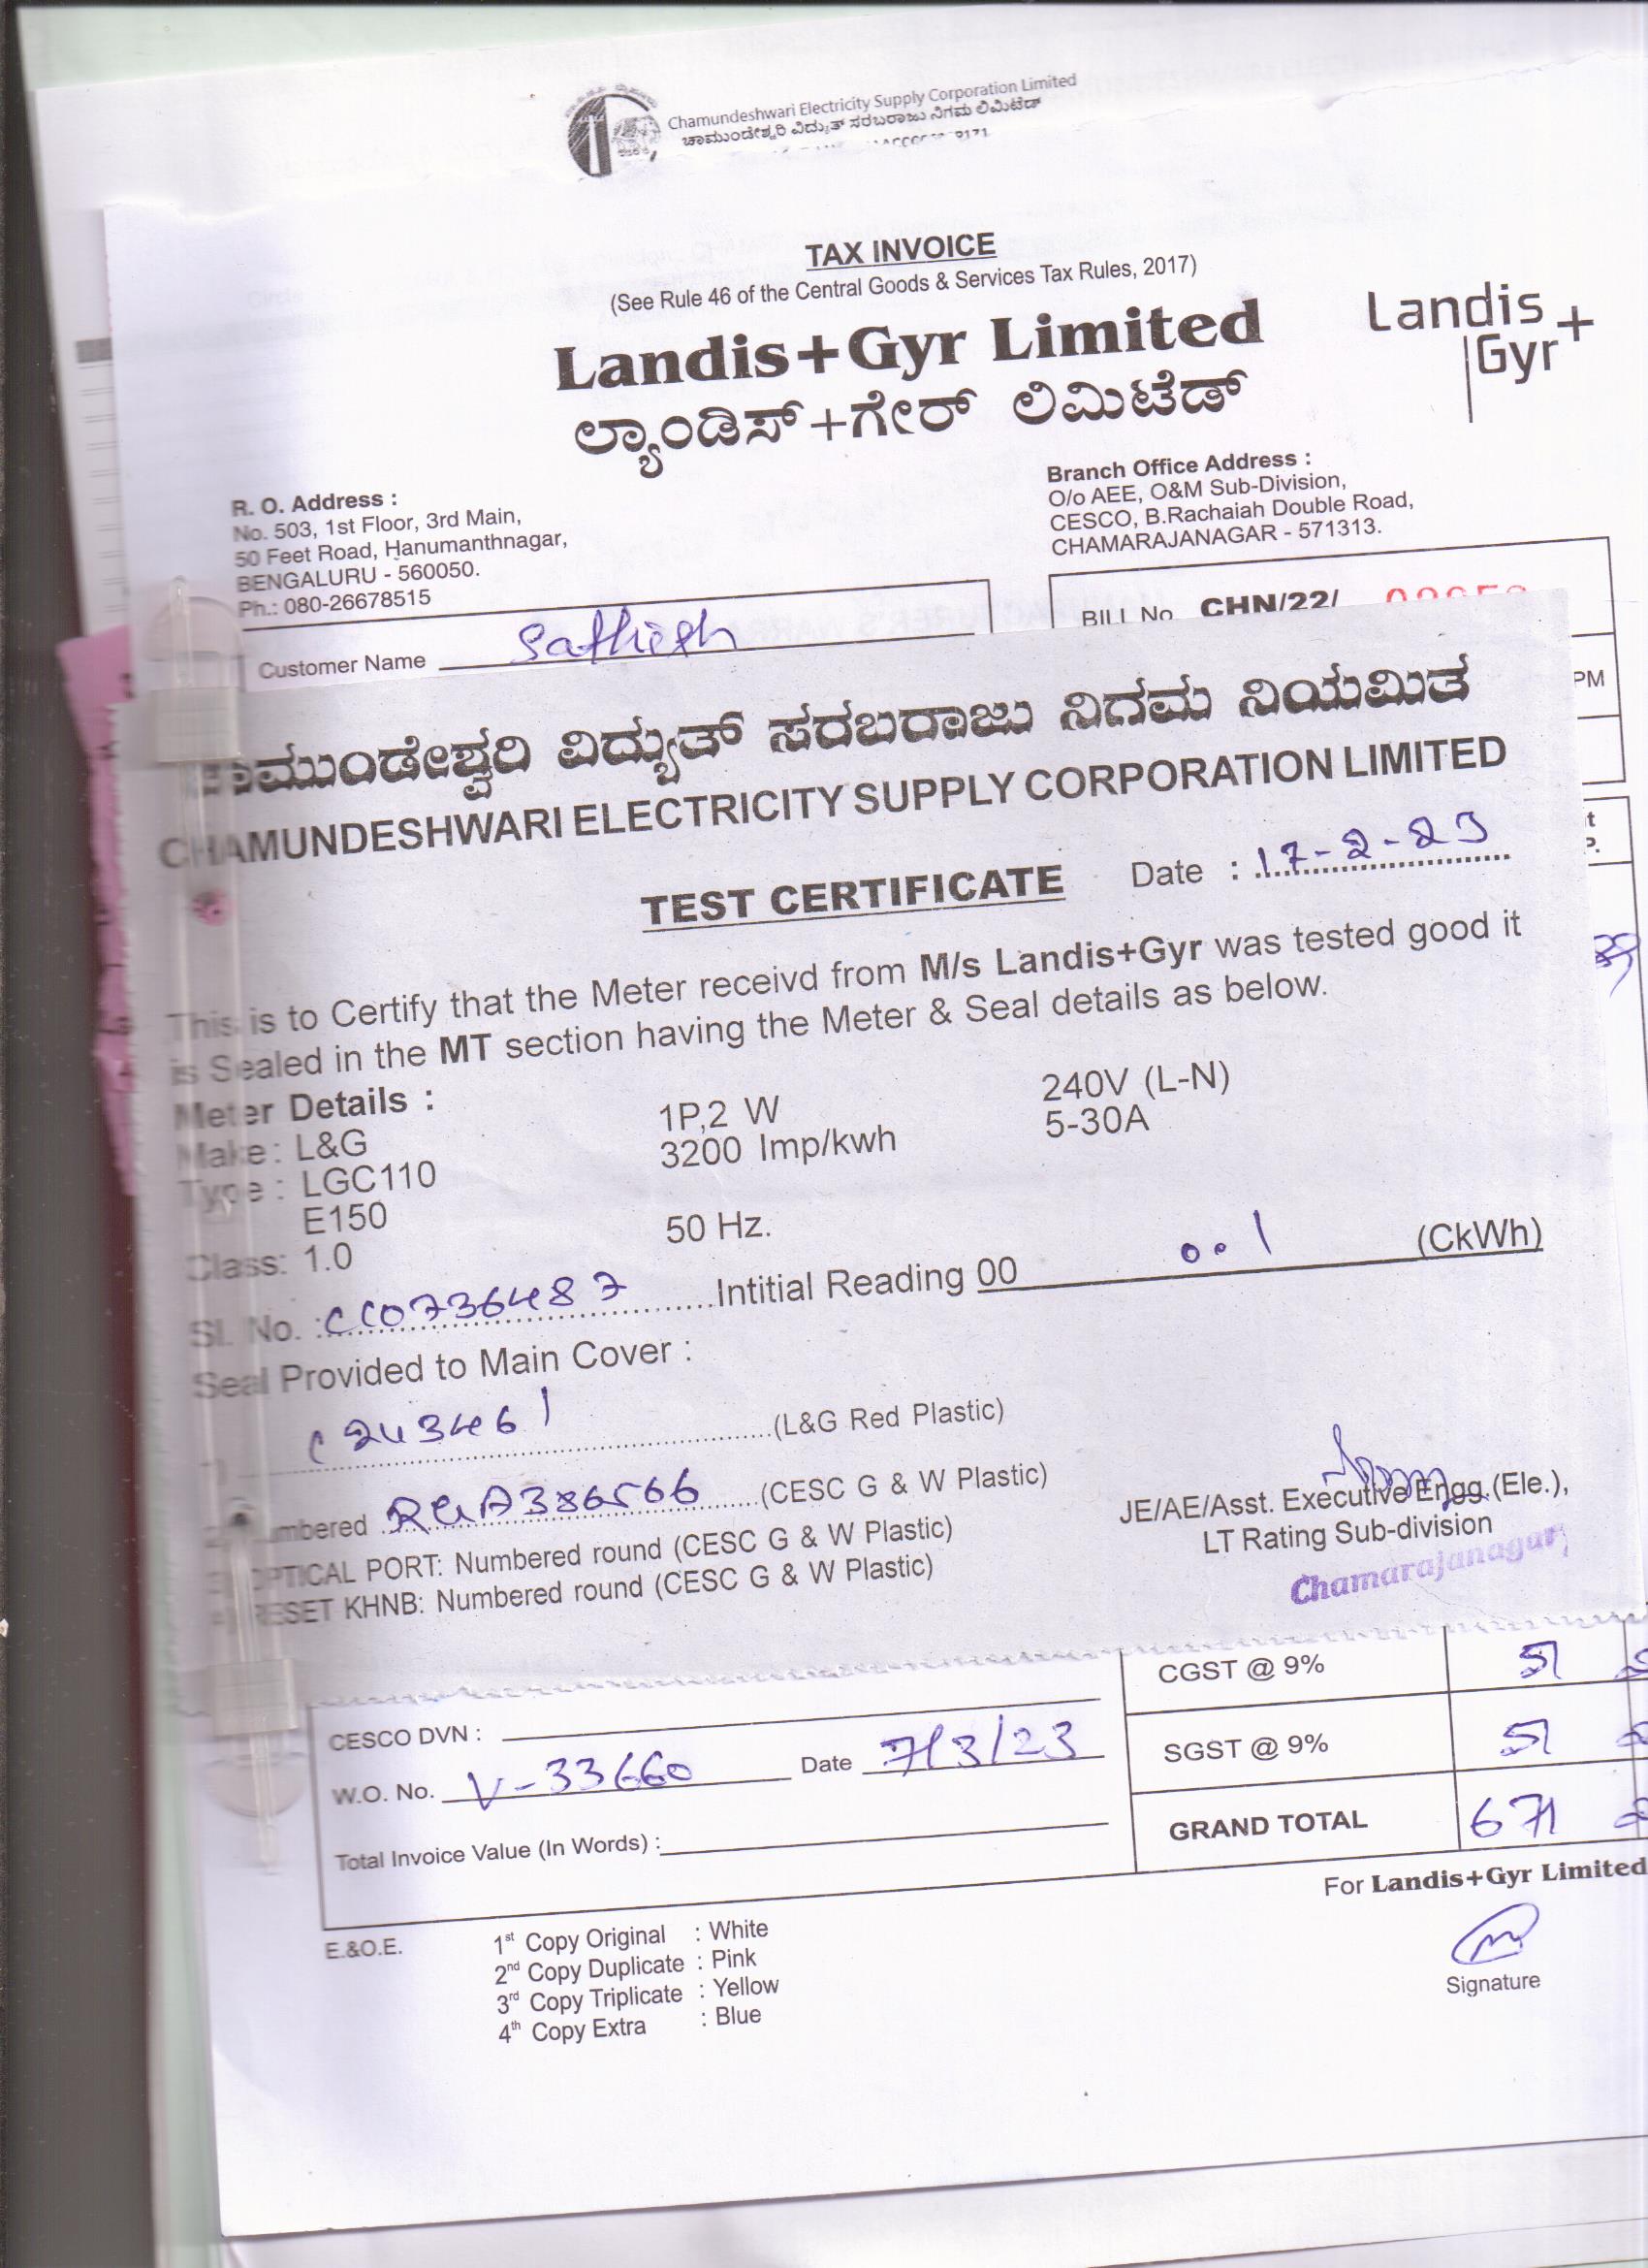 Chamundeshwari Electricity Supply Corporation Limited
ಚಾಮುಂಡೇಶ್ವರಿ ವಿದ್ಯುತ್ ಸರಬರಾಜು ನಿಗಮ ಲಿಮಿಟೆಡ್
TAX INVOICE
(See Rule 46 of the Central Goods & Services Tax Rules, 2017)
Landis+Gyr Limited
Landis
Gyr+
ಲ್ಯಾಂಡಿಸ್+ಗೇರ್ ಲಿಮಿಟೆಡ್
R. O. Address :
No. 503, 1st Floor, 3rd Main,
50 Feet Road, Hanumanthnagar,
BENGALURU - 560050.
Ph.: 080-26678515
Branch Office Address :
O/o AEE, O&M Sub-Division,
CESCO, B.Rachaiah Double Road,
CHAMARAJANAGAR - 571313.
BILL No. CHN/22/
Customer Name Sathish
PM
ಚಾಮುಂಡೇಶ್ವರಿ ವಿದ್ಯುತ್ ಸರಬರಾಜು ನಿಗಮ ನಿಯಮಿತ
CHAMUNDESHWARI ELECTRICITY SUPPLY CORPORATION LIMITED
TEST CERTIFICATE Date : 17-2-23
This is to Certify that the Meter receivd from M/s Landis+Gyr was tested good it
is Sealed in the MT section having the Meter & Seal details as below.
Meter Details :
Make : L&G 1P,2 W 240V (L-N)
Type : LGC110 3200 Imp/kwh 5-30A
E150
Class: 1.0 50 Hz.
Sl. No. : CC0736487 Intitial Reading 00 001 (CkWh)
Seal Provided to Main Cover :
C243461 (L&G Red Plastic)
Numbered (CESC G & W Plastic)
OPTICAL PORT: Numbered round (CESC G & W Plastic)
RESET KHNB: Numbered round (CESC G & W Plastic)
JE/AE/Asst. Executive Engg.(Ele.),
LT Rating Sub-division
Chamarajanagar
CGST @ 9% 51
SGST @ 9% 51
GRAND TOTAL 671
CESCO DVN :
W.O. No. V-33660 Date 7/3/23
Total Invoice Value (In Words) :
For Landis+Gyr Limited
E.&O.E.
1st Copy Original : White
2nd Copy Duplicate : Pink
3rd Copy Triplicate : Yellow
4th Copy Extra : Blue
Signature